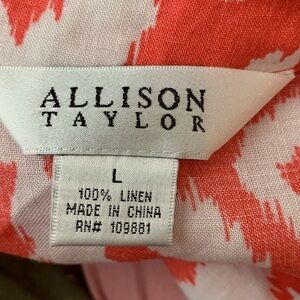 ALLISON
TAYLOR
L
100% LINEN
MADE IN CHINA
RN# 109881